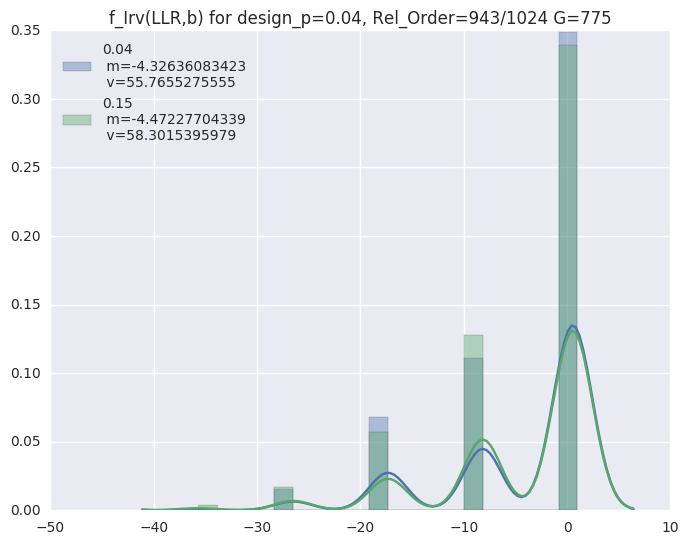 f_Irv(LLR,b) for design_p=0.04, Rel_Order=943/1024 G=775
0.04
m=-4.32636083423
v=55.7655275555
0.15
m=-4.47227704339
v=58.3015395979
0.35
0.30
0.25
0.20
0.15
0.10
0.05
0.00
−50 −40 −30 −20 −10 0 10